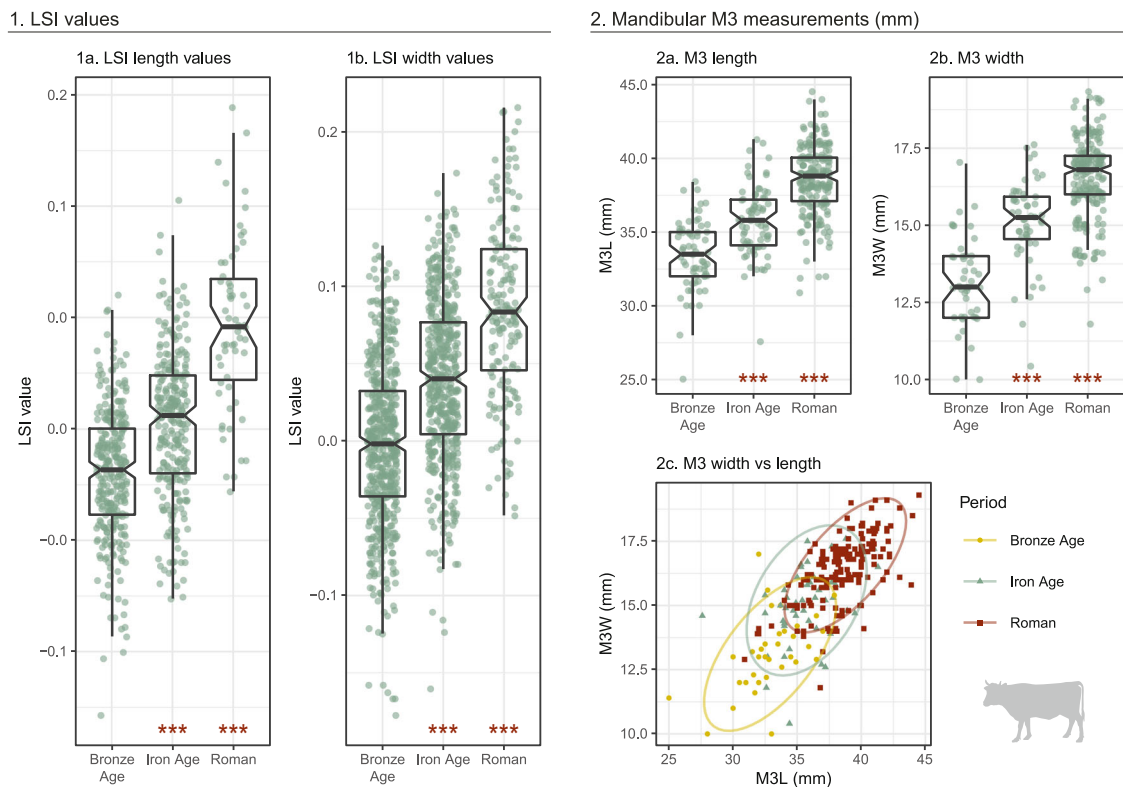 1. LSI values
1a. LSI length values
LSI value
0.2
0.1
0.0
0.0
−0.0
−0.1
Bronze Age
Iron Age
Roman
***
***
1b. LSI width values
LSI value
0.2
0.1
0.0
−0.1
Bronze Age
Iron Age
Roman
***
***
2. Mandibular M3 measurements (mm)
2a. M3 length
M3L (mm)
45.0
40.0
35.0
30.0
25.0
Bronze Age
Iron Age
Roman
***
***
2b. M3 width
M3W (mm)
17.5
15.0
12.5
10.0
Bronze Age
Iron Age
Roman
***
***
2c. M3 width vs length
M3W (mm)
17.5
15.0
12.5
10.0
25
30
35
40
45
M3L (mm)
Period
Bronze Age
Iron Age
Roman